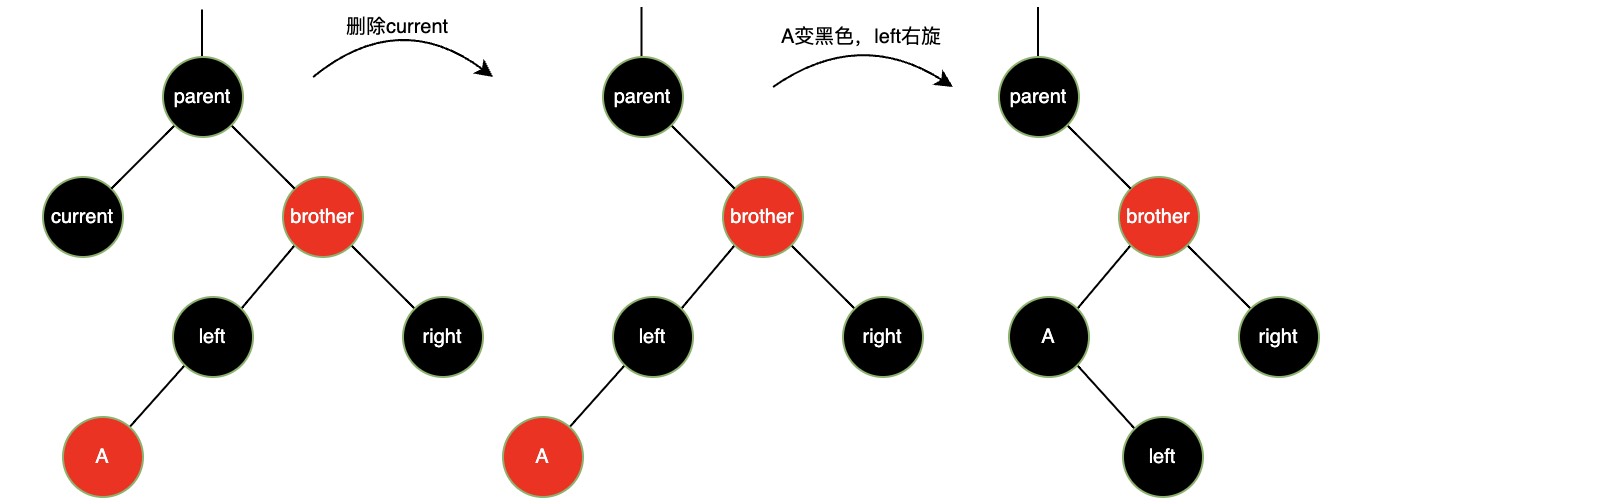 删除current
A变黑色，left右旋
parent
parent
parent
current
brother
brother
brother
left
right
left
right
A
right
A
A
left